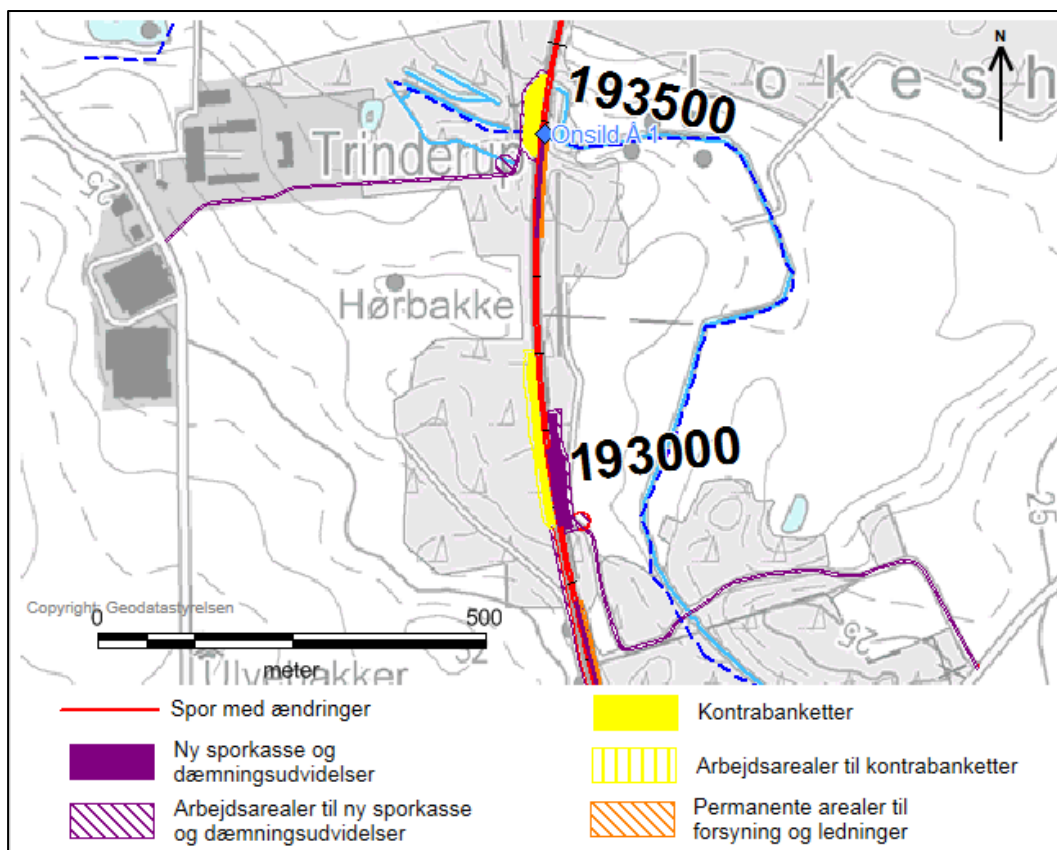 N
193500
Lokesh
Onsild Å 1
Trinderup
25
Hørbakke
193000
25
Copyright: Geodatastyrelsen
0 500
25
meter
32
Ulvebakker
Spor med ændringer
Kontrabanketter
Ny sporkasse og
dæmningsudvidelser
Arbejdsarealer til kontrabanketter
Arbejdsarealer til ny sporkasse
og dæmningsudvidelser
Permanente arealer til
forsyning og ledninger